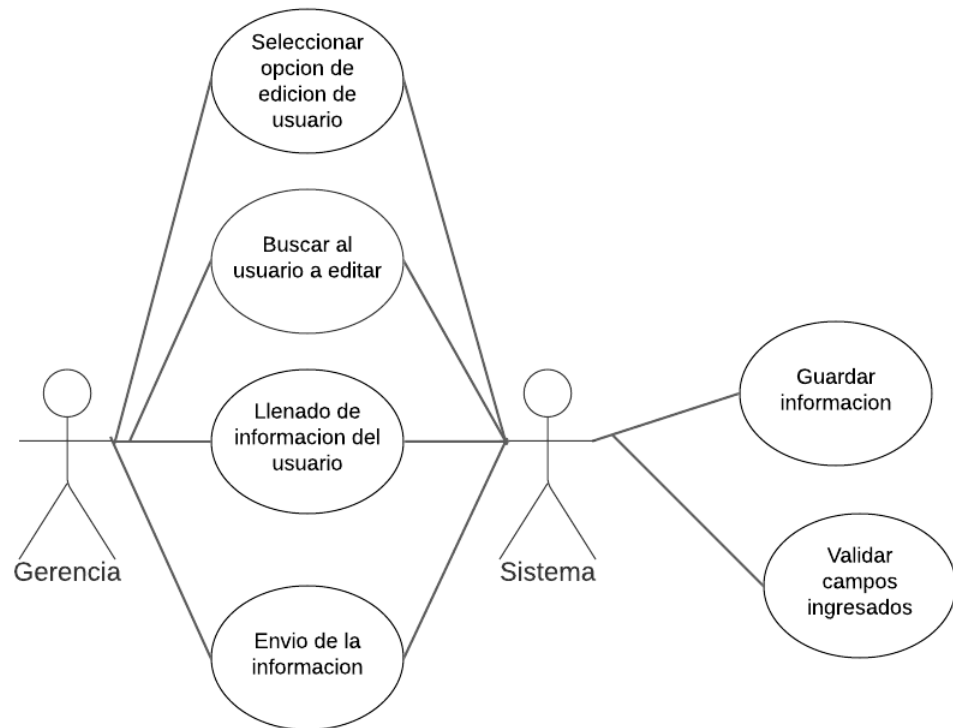 Seleccionar
opcion de
edicion de
usuario
Buscar al
usuario a editar
Llenado de
informacion del
usuario
Envio de la
informacion
Gerencia
Sistema
Guardar
informacion
Validar
campos
ingresados